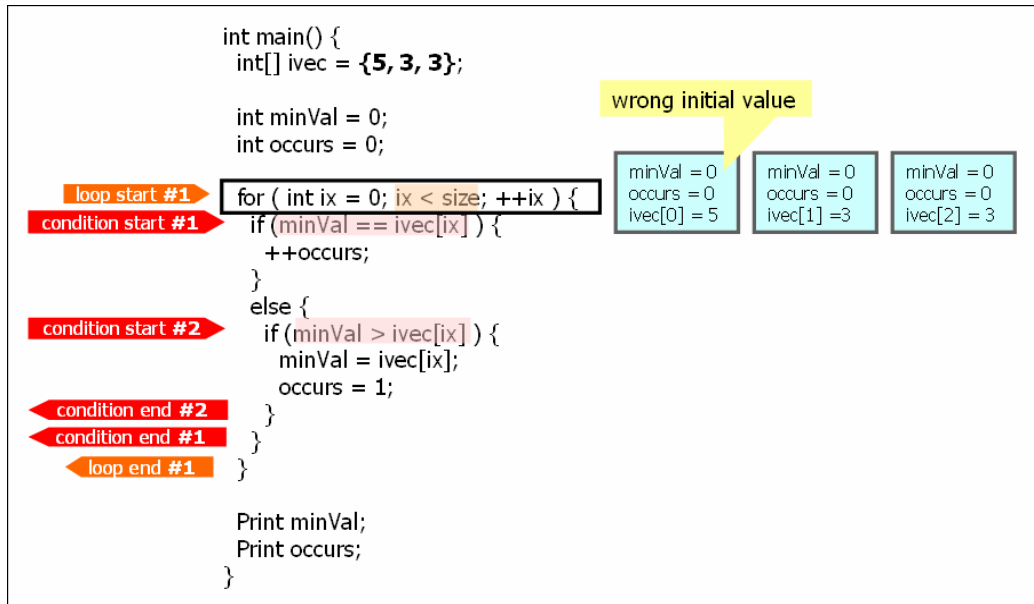 int main() {
int[] ivec = {5, 3, 3};
int minVal = 0;
int occurs = 0;
wrong initial value
loop start #1
for ( int ix = 0; ix < size; ++ix ) {
condition start #1
if (minVal == ivec[ix] ) {
++occurs;
}
else {
condition start #2
if (minVal > ivec[ix] ) {
minVal = ivec[ix];
occurs = 1;
condition end #2
}
condition end #1
}
loop end #1
}
Print minVal;
Print occurs;
}
minVal = 0
occurs = 0
ivec[0] = 5
minVal = 0
occurs = 0
ivec[1] =3
minVal = 0
occurs = 0
ivec[2] = 3